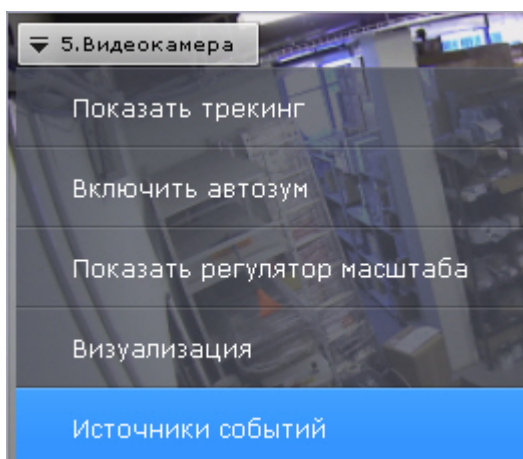 5.Видеокамера
Показать трекинг
Включить автозум
Показать регулятор масштаба
Визуализация
Источники событий